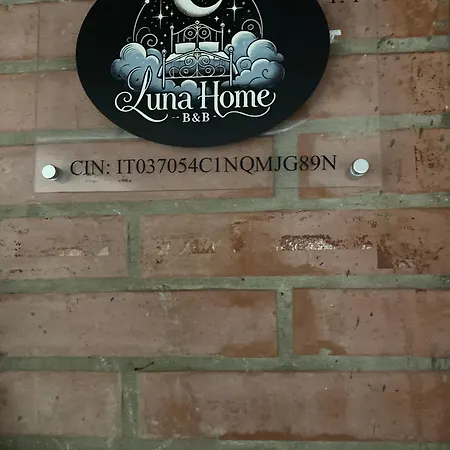 Luna Home
-- B&B --
CIN: IT037054C1NQMJG89N